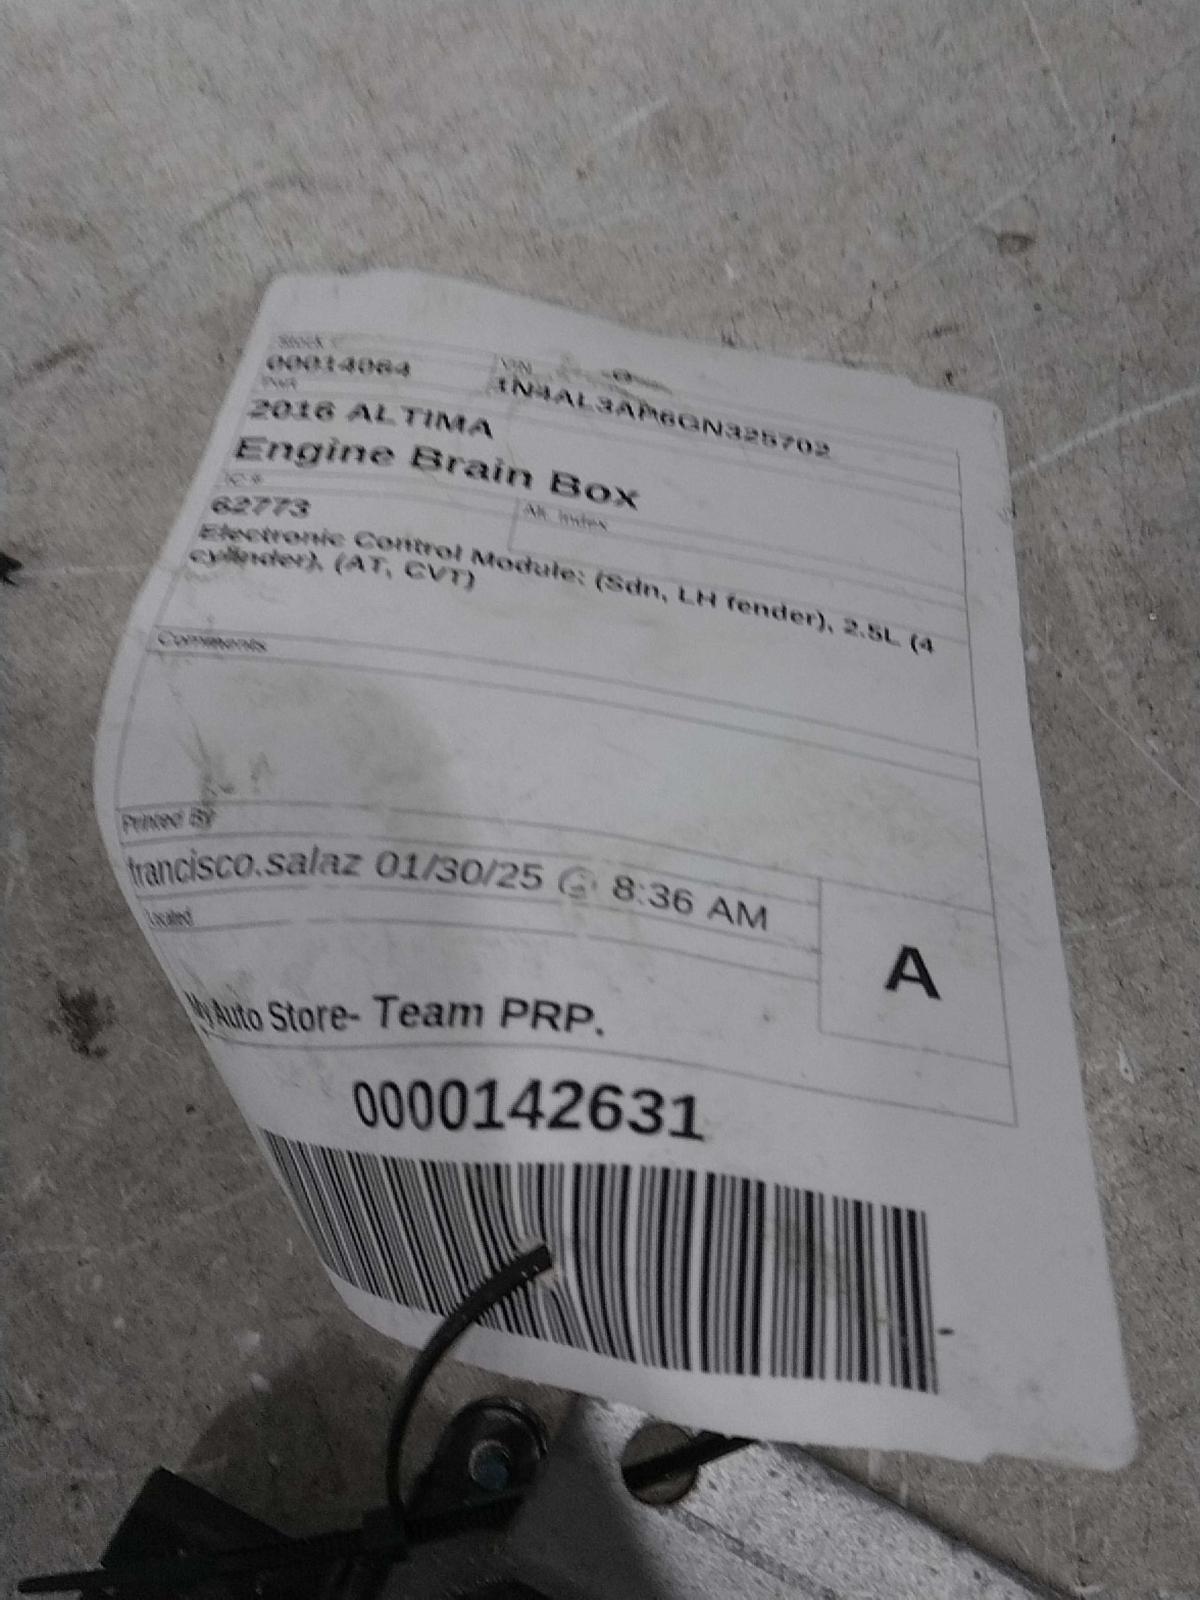 Stock
00014064
VIN
1N4AL3AP6GN325702
2016 ALTIMA
Engine Brain Box
IC #
62773
Alt. Index
Electronic Control Module; (Sdn, LH fender), 2.5L (4
cylinder), (AT, CVT)
Comments
Printed By
francisco.salaz 01/30/25 @ 8:36 AM
Located
A
My Auto Store- Team PRP.
0000142631